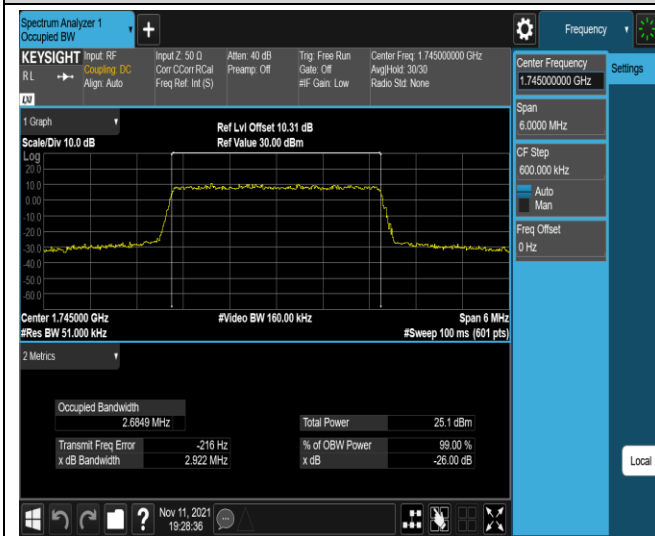 Spectrum Analyzer 1
Occupied BW
Frequency
KEYSIGHT Input: RF Input Z: 50 Ω Atten: 40 dB Trig: Free Run Center Freq: 1.745000000 GHz
R L Coupling: DC Corr CCorr RCal Preamp: Off Gate: Off Avg|Hold: 30/30
Align: Auto Freq Ref: Int (S) #IF Gain: Low Radio Std: None
LXI
Center Frequency
1.745000000 GHz
Settings
Span
6.0000 MHz
CF Step
600.000 kHz
Auto
Man
Freq Offset
0 Hz
1 Graph
Ref Lvl Offset 10.31 dB
Scale/Div 10.0 dB Ref Value 30.00 dBm
Log
20.0
10.0
0.00
-10.0
-20.0
-30.0
-40.0
-50.0
-60.0
Center 1.745000 GHz #Video BW 160.00 kHz Span 6 MHz
#Res BW 51.000 kHz #Sweep 100 ms (601 pts)
2 Metrics
Occupied Bandwidth
2.6849 MHz Total Power 25.1 dBm
Transmit Freq Error -216 Hz % of OBW Power 99.00 %
x dB Bandwidth 2.922 MHz x dB -26.00 dB
Local
Nov 11, 2021
19:28:36